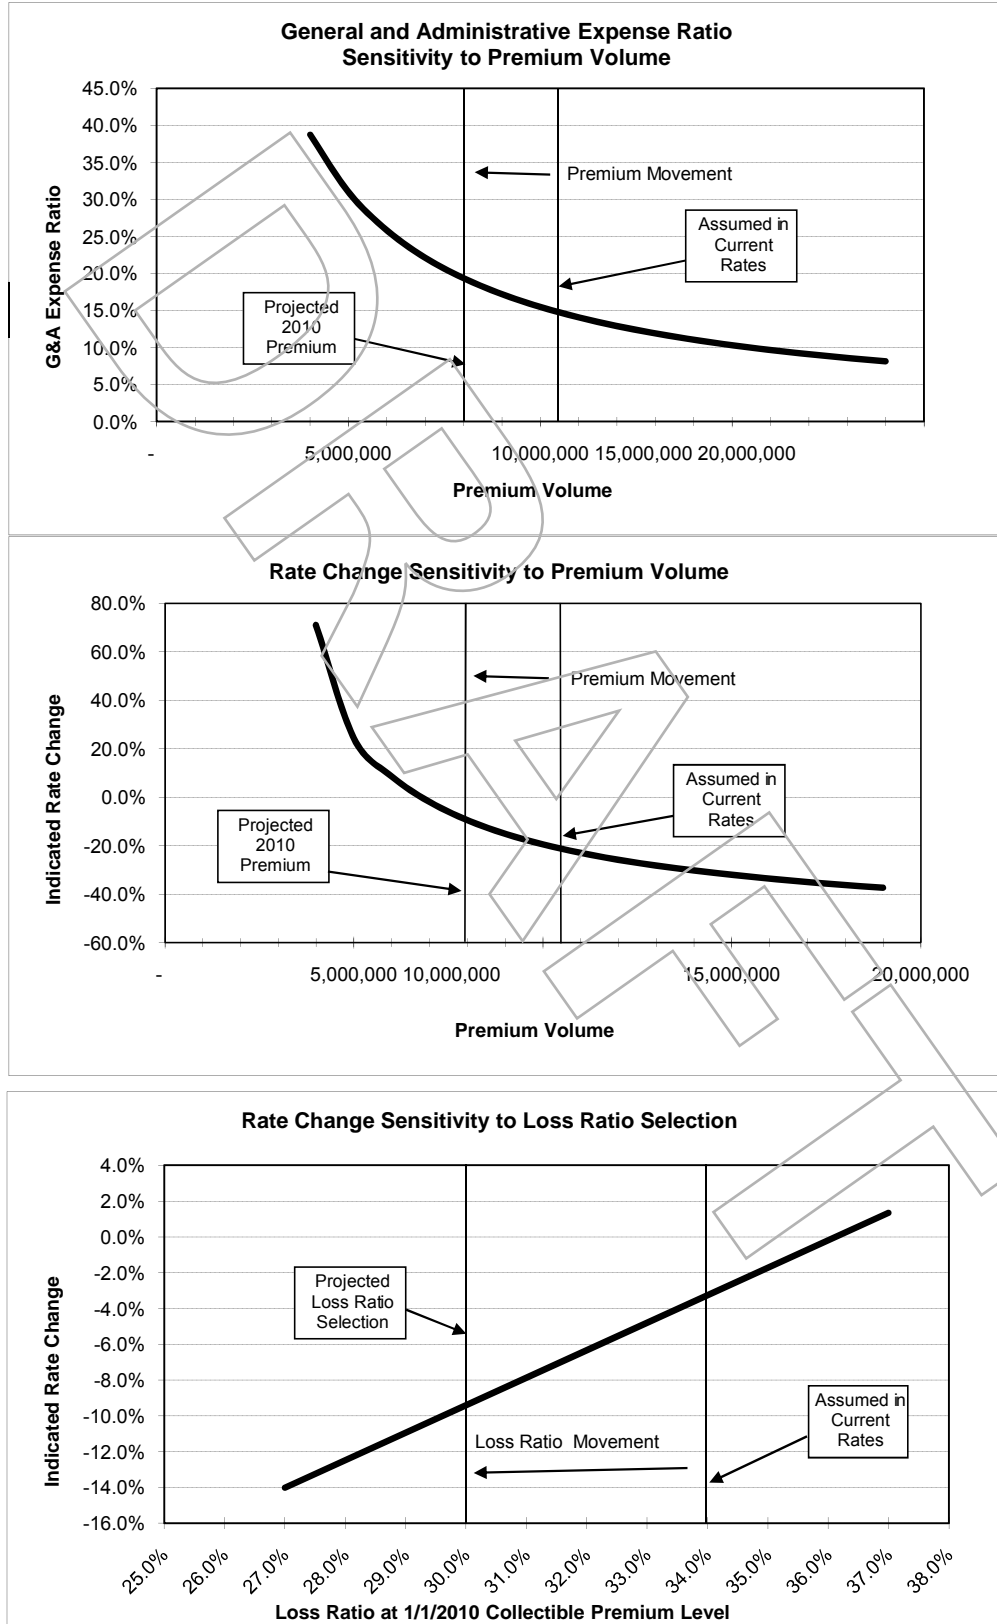 General and Administrative Expense Ratio
Sensitivity to Premium Volume
45.0%
40.0%
35.0%
30.0%
25.0%
20.0%
15.0%
10.0%
5.0%
0.0%
G&A Expense Ratio
Premium Movement
Assumed in
Current
Rates
Projected
2010
Premium
- 5,000,000 10,000,000 15,000,000 20,000,000
Premium Volume
Rate Change Sensitivity to Premium Volume
80.0%
60.0%
40.0%
20.0%
0.0%
-20.0%
-40.0%
-60.0%
Indicated Rate Change
Premium Movement
Assumed in
Current
Rates
Projected
2010
Premium
- 5,000,000 10,000,000 15,000,000 20,000,000
Premium Volume
Rate Change Sensitivity to Loss Ratio Selection
4.0%
2.0%
0.0%
-2.0%
-4.0%
-6.0%
-8.0%
-10.0%
-12.0%
-14.0%
-16.0%
Indicated Rate Change
Projected
Loss Ratio
Selection
Loss Ratio Movement
Assumed in
Current
Rates
25.0% 26.0% 27.0% 28.0% 29.0% 30.0% 31.0% 32.0% 33.0% 34.0% 35.0% 36.0% 37.0% 38.0%
Loss Ratio at 1/1/2010 Collectible Premium Level
DRAFT